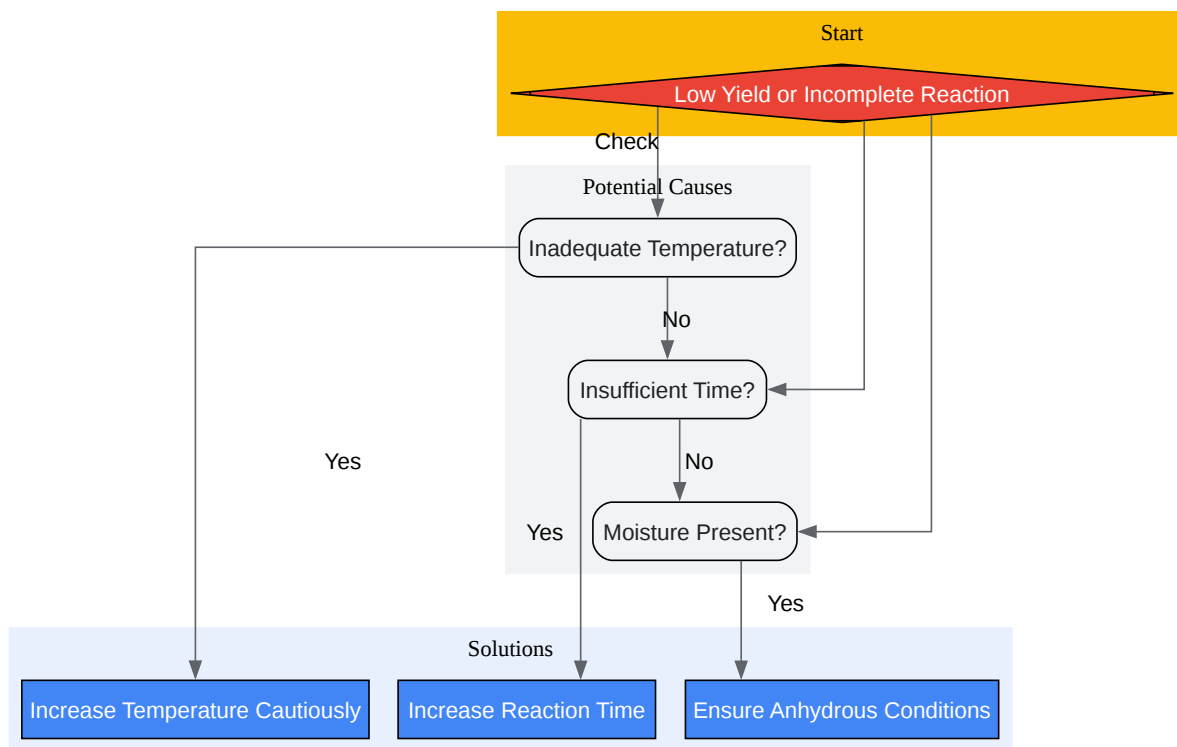 Start
Low Yield or Incomplete Reaction
Check
Potential Causes
Inadequate Temperature?
No
Insufficient Time?
Yes
No
Yes
Moisture Present?
Yes
Solutions
Increase Temperature Cautiously
Increase Reaction Time
Ensure Anhydrous Conditions